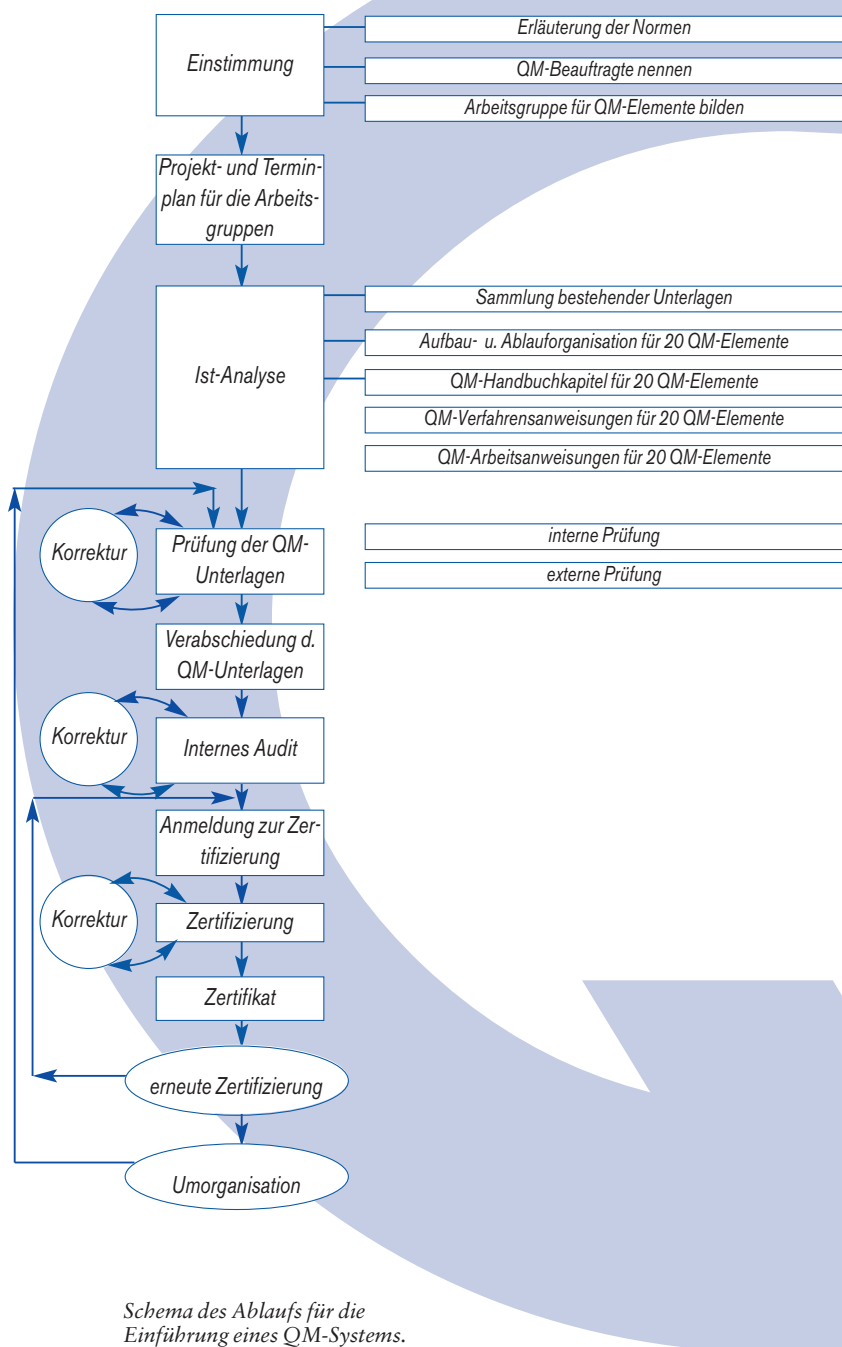 Einstimmung
Erläuterung der Normen
QM-Beauftragte nennen
Arbeitsgruppe für QM-Elemente bilden
Projekt- und Termin-
plan für die Arbeits-
gruppen
Ist-Analyse
Sammlung bestehender Unterlagen
Aufbau- u. Ablauforganisation für 20 QM-Elemente
QM-Handbuchkapitel für 20 QM-Elemente
QM-Verfahrensanweisungen für 20 QM-Elemente
QM-Arbeitsanweisungen für 20 QM-Elemente
Korrektur
Prüfung der QM-
Unterlagen
interne Prüfung
externe Prüfung
Verabschiedung d.
QM-Unterlagen
Korrektur
Internes Audit
Anmeldung zur Zer-
tifizierung
Korrektur
Zertifizierung
Zertifikat
erneute Zertifizierung
Umorganisation
Schema des Ablaufs für die
Einführung eines QM-Systems.